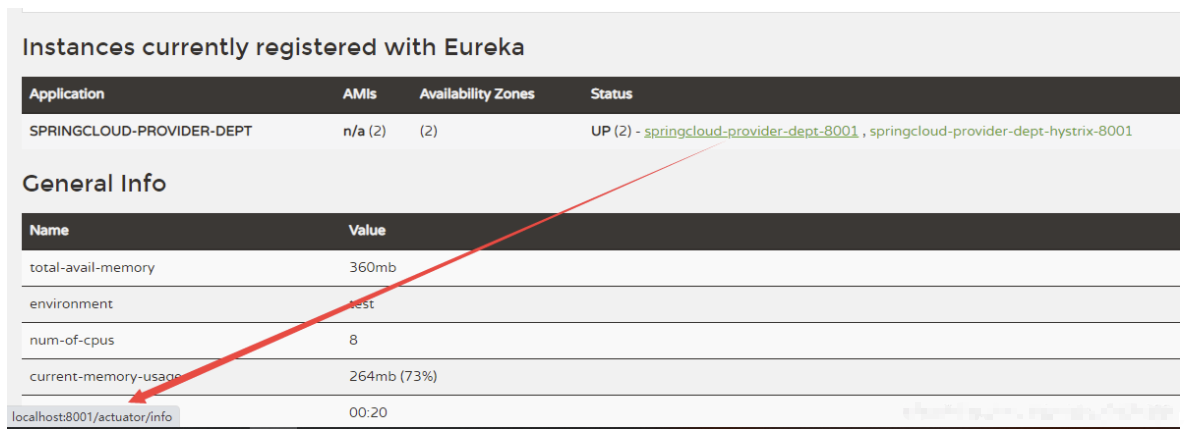 Instances currently registered with Eureka
Application AMIs Availability Zones Status
SPRINGCLOUD-PROVIDER-DEPT n/a (2) (2) UP (2) - springcloud-provider-dept-8001 , springcloud-provider-dept-hystrix-8001
General Info
Name Value
total-avail-memory 360mb
environment test
num-of-cpus 8
current-memory-usage 264mb (73%)
localhost:8001/actuator/info 00:20